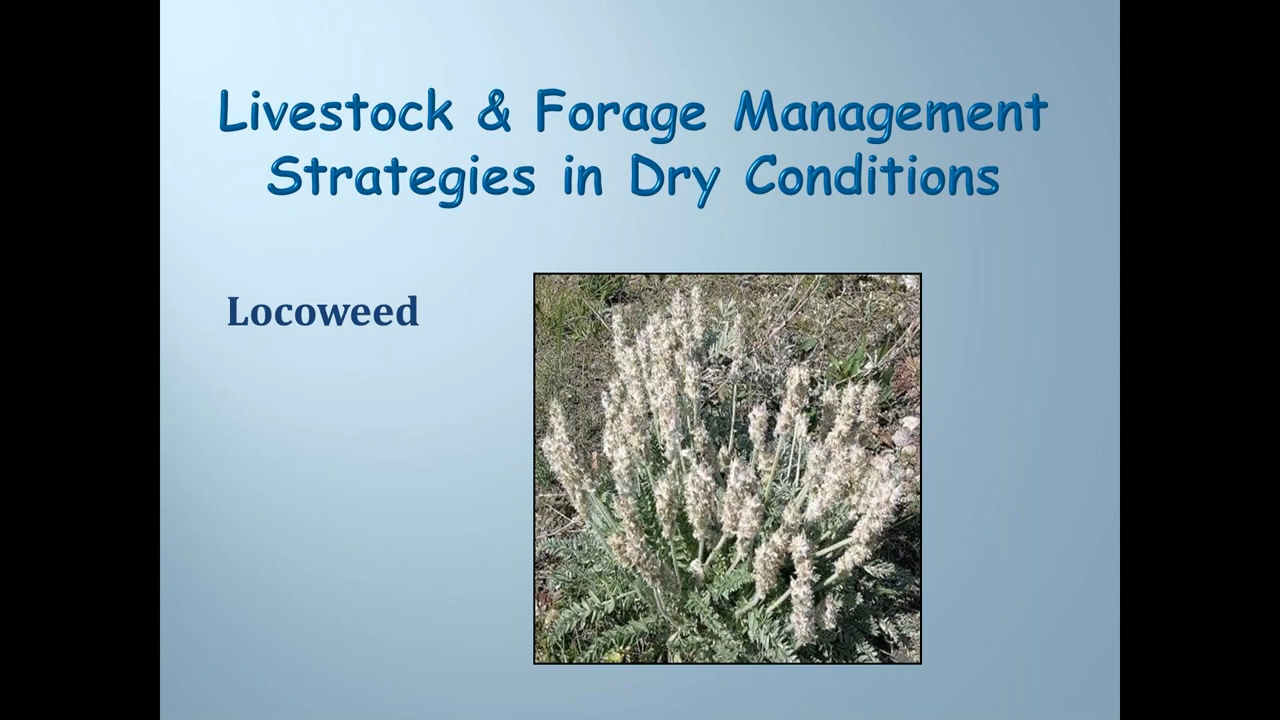 Livestock & Forage Management
Strategies in Dry Conditions
Locoweed